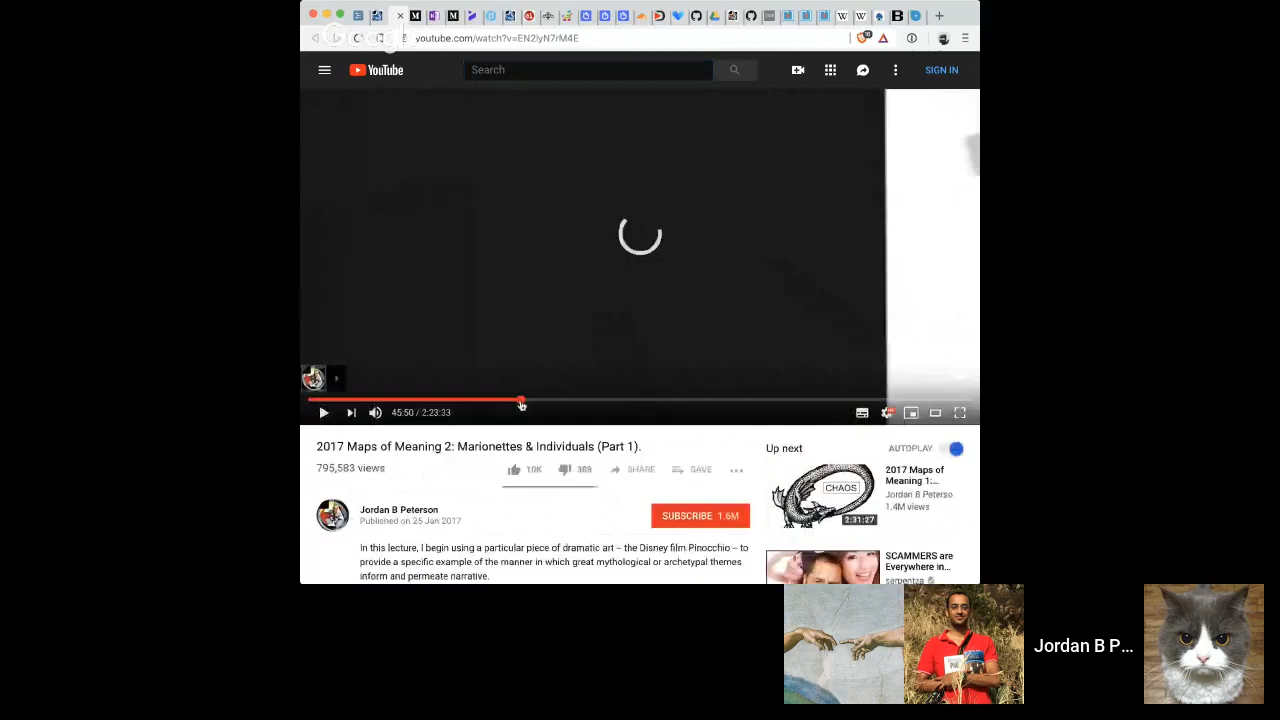 youtube.com/watch?v=EN2lyN7rM4E
YouTube
Search
SIGN IN
45:50 / 2:23:33
2017 Maps of Meaning 2: Marionettes & Individuals (Part 1).
795,583 views
10K
389
SHARE
SAVE
Jordan B Peterson
Published on 25 Jan 2017
SUBSCRIBE 1.6M
In this lecture, I begin using a particular piece of dramatic art – the Disney film Pinocchio – to
provide a specific example of the manner in which great mythological or archetypal themes
inform and permeate narrative.
Up next
AUTOPLAY
CHAOS
2:31:27
2017 Maps of
Meaning 1:...
Jordan B Peterso
1.4M views
SCAMMERS are
Everywhere in...
serpentza
Jordan B P...